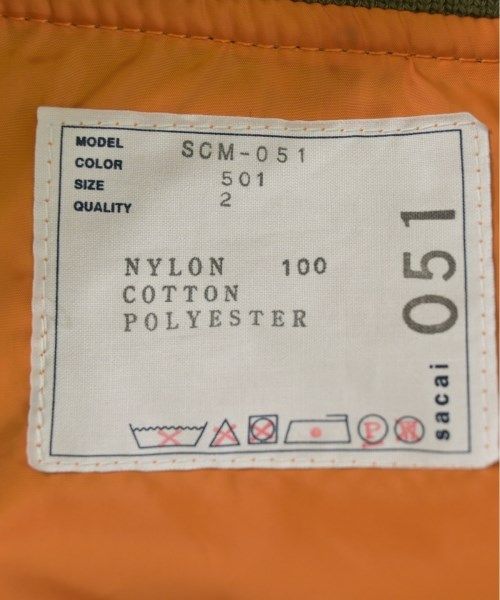 MODEL SCM-051
COLOR 501
SIZE 2
QUALITY
NYLON 100
COTTON
POLYESTER
P W
051
sacai